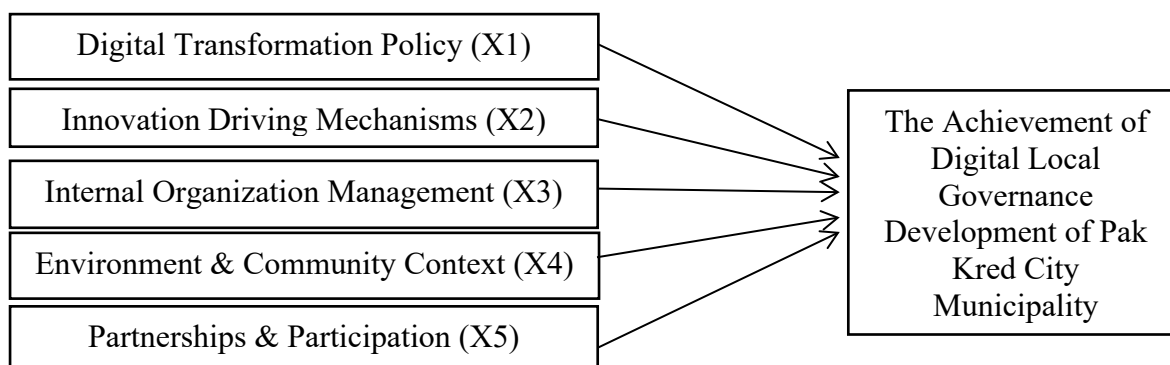 Digital Transformation Policy (X1)
Innovation Driving Mechanisms (X2)
Internal Organization Management (X3)
Environment & Community Context (X4)
Partnerships & Participation (X5)
The Achievement of
Digital Local
Governance
Development of Pak
Kred City
Municipality